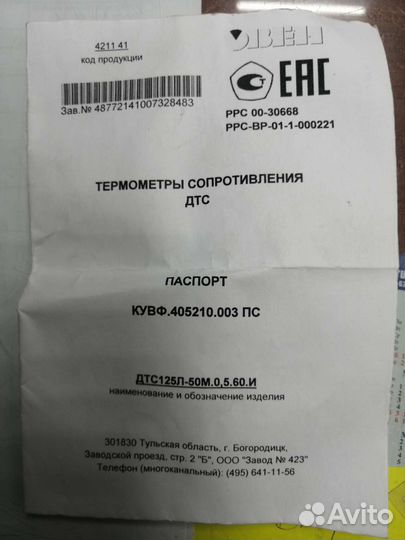 4211 41
код продукции
ОВЕН
Зав.№ 48772141007328483
ЕАС
РРС 00-30668
РРС-ВР-01-1-000221
ТЕРМОМЕТРЫ СОПРОТИВЛЕНИЯ
ДТС
ПАСПОРТ
КУВФ.405210.003 ПС
ДТС125Л-50М.0,5.60.И
наименование и обозначение изделия
301830 Тульская область, г. Богородицк,
Заводской проезд, стр. 2 "Б", ООО "Завод № 423"
Телефон (многоканальный): (495) 641-11-56
Avito